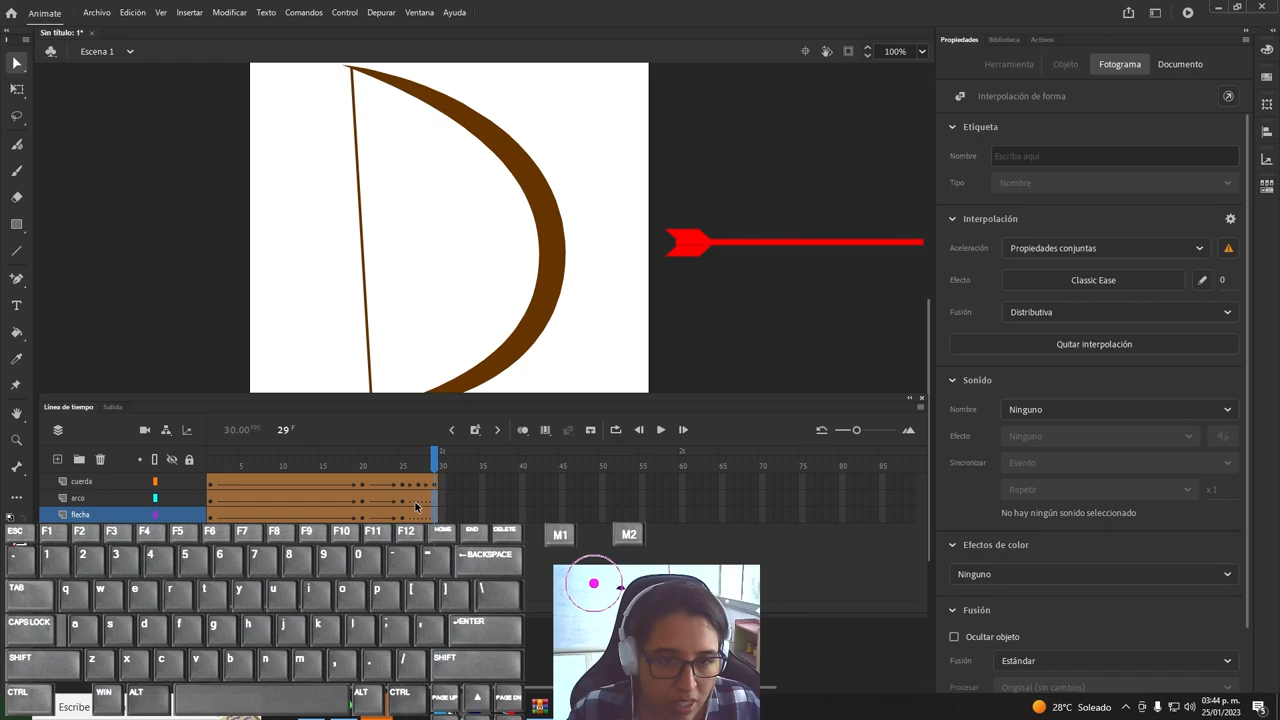 Animate Archivo Edición Ver Insertar Modificar Texto Comandos Control Depurar Ventana Ayuda
Sin título: 1* ×
Escena 1
100%
Propiedades Biblioteca Activos
Herramienta Objeto Fotograma Documento
Interpolación de forma
Etiqueta
Nombre Escriba aquí
Tipo Nombre
Interpolación
Aceleración Propiedades conjuntas
Efecto Classic Ease 0
Fusión Distributiva
Quitar interpolación
Sonido
Nombre Ninguno
Efecto Ninguno
Sincronizar Evento
Repetir x 1
No hay ningún sonido seleccionado
Efectos de color
Ninguno
Fusión
Ocultar objeto
Fusión Estándar
Procesar Original (sin cambios)
Línea de tiempo Salida
30.00 FPS 29 F
1s 2s
5 10 15 20 25 30 35 40 45 50 55 60 65 70 75 80 85
cuerda
arco
flecha
ESC F1 F2 F3 F4 F5 F6 F7 F8 F9 F10 F11 F12 HOME END DELETE
M1 M2
1 2 3 4 5 6 7 8 9 0 - = ←BACKSPACE
TAB q w e r t y u i o p [ ] \
CAPS LOCK a s d f g h j k l ; ENTER
SHIFT z x c v b n m , . / SHIFT
CTRL WIN ALT ALT CTRL PAGE UP PAGE DN
Escribe
28°C Soleado
03:44 p. m.
25/01/2023